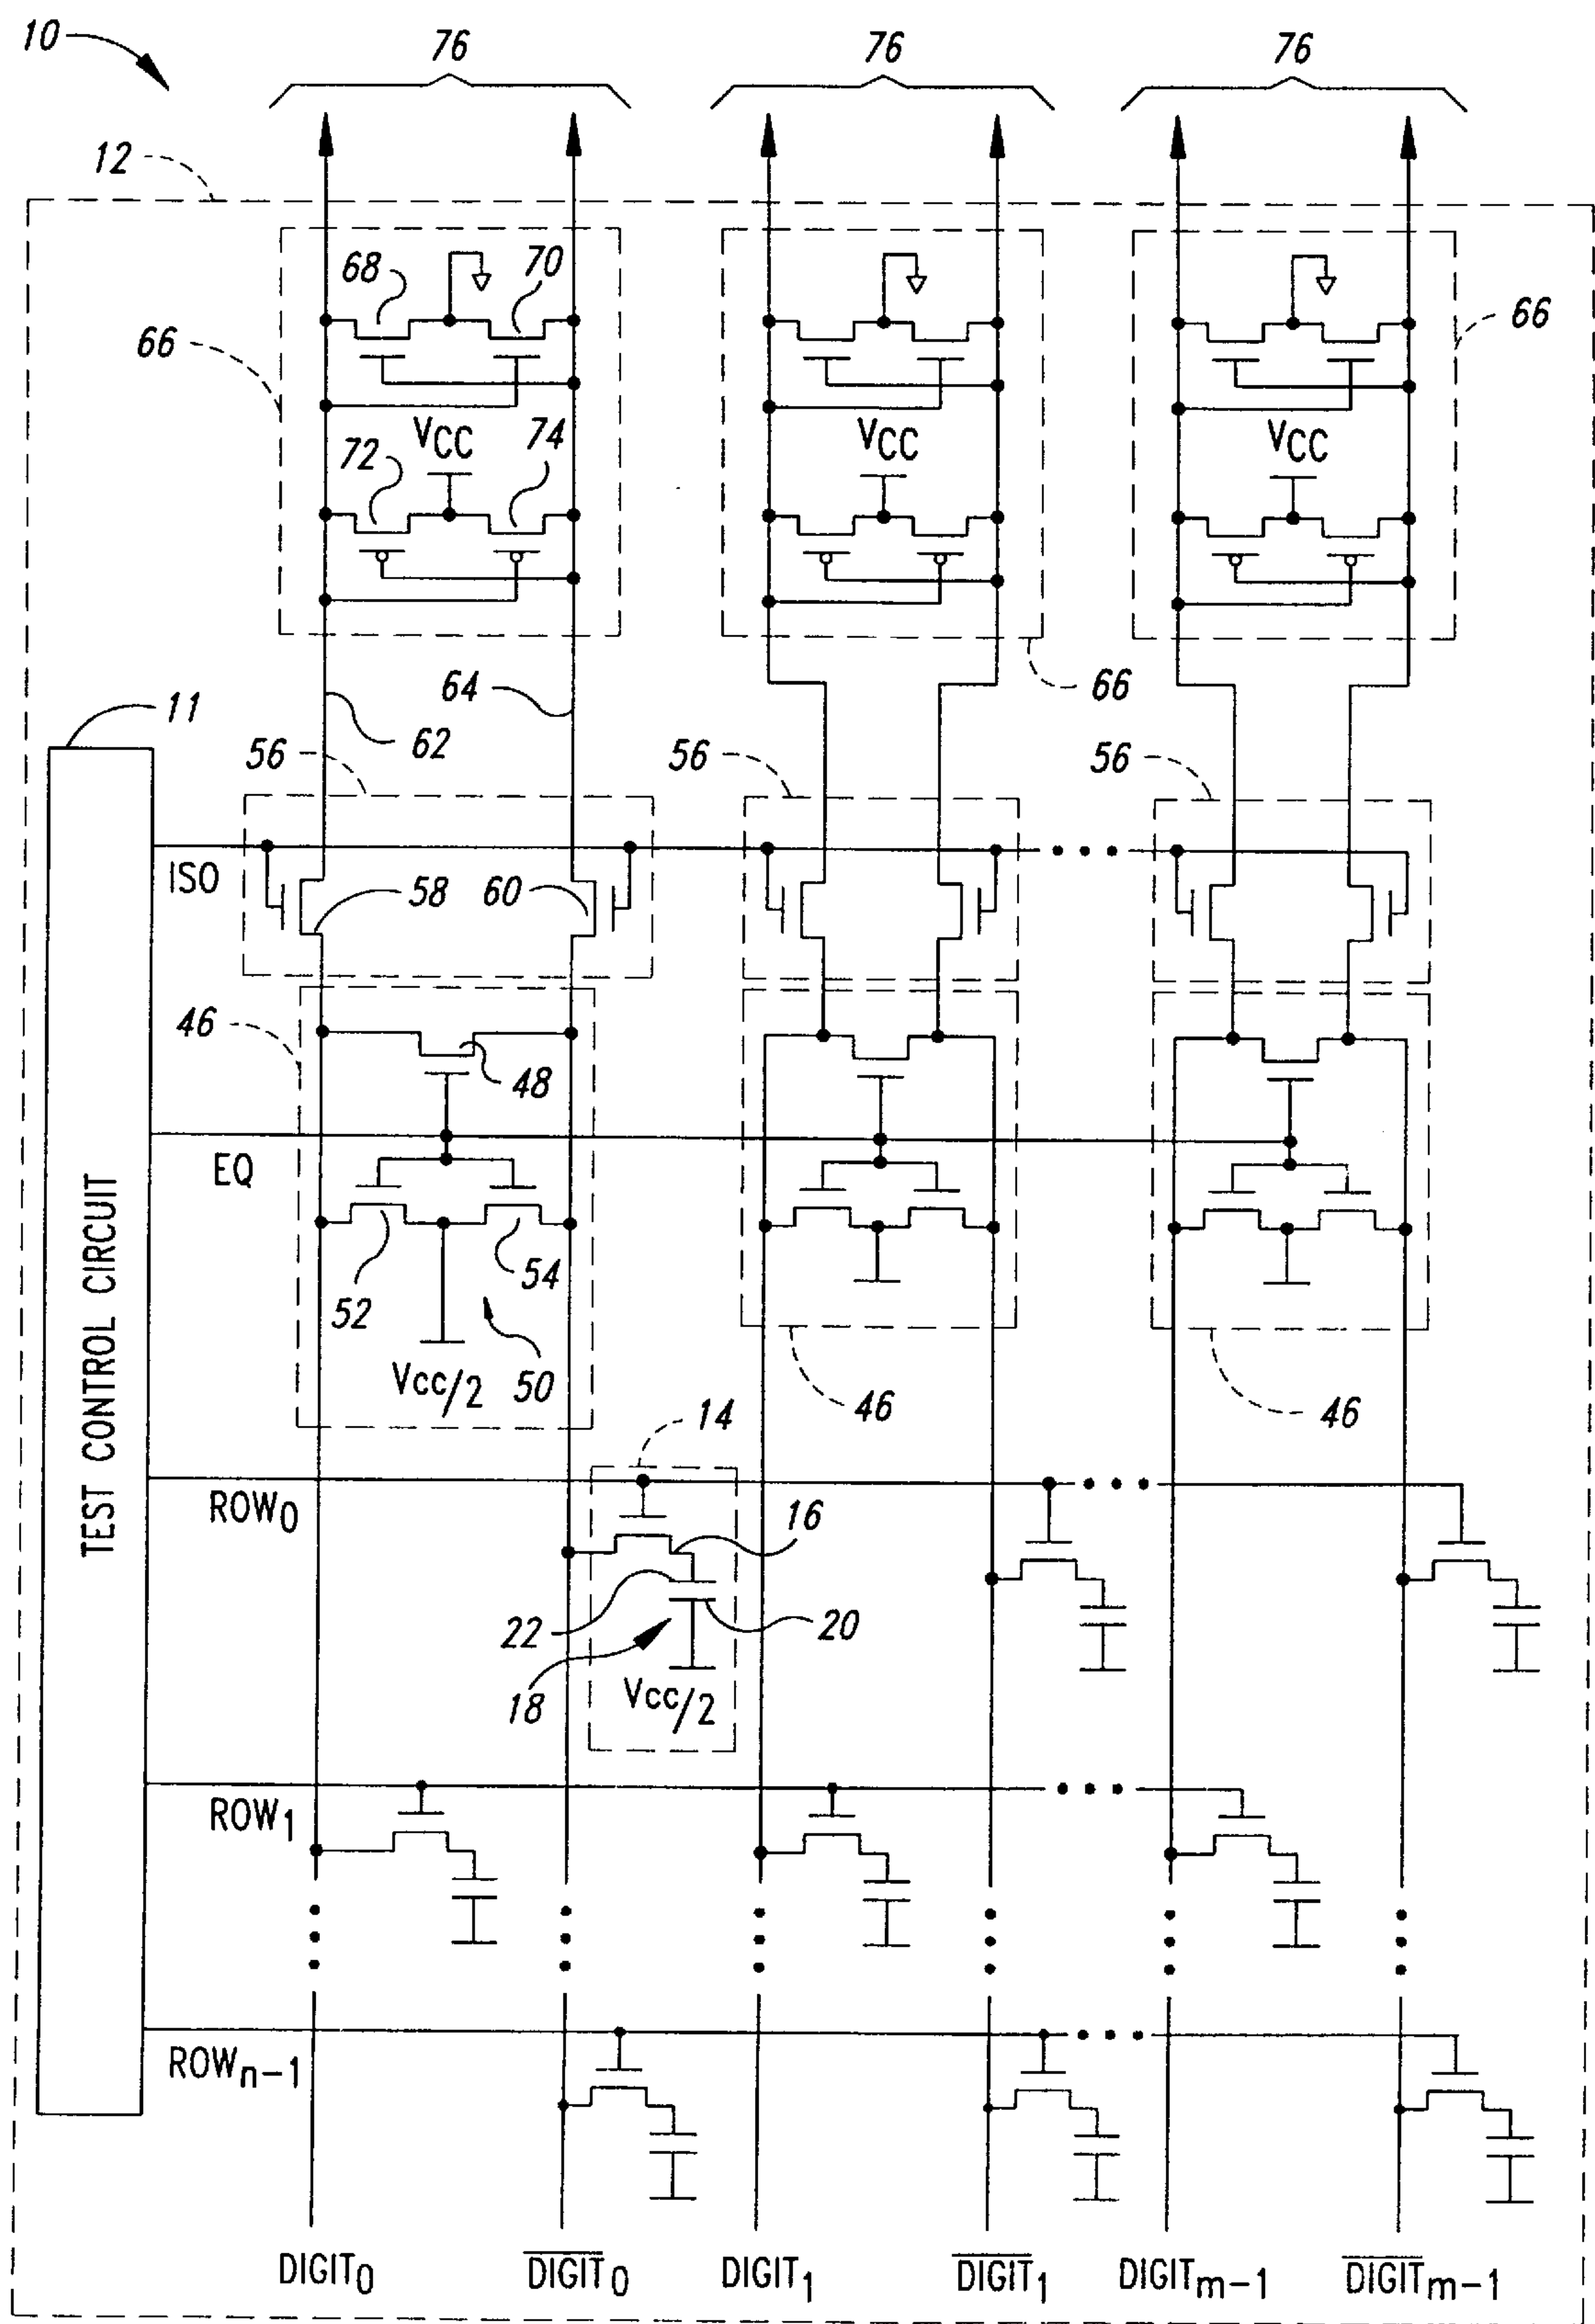 10
76 76 76
12
68 70
66 66
72 VCC 74 VCC VCC
64 66
11 62
56 56 56
ISO 58 60
46 48
EQ
52 54
Vcc/2 50 46 46
14
TEST CONTROL CIRCUIT
ROW0 16
22 20
18 Vcc/2
ROW1
ROWn-1
DIGIT0 DIGIT0 DIGIT1 DIGIT1 DIGITm-1 DIGITm-1